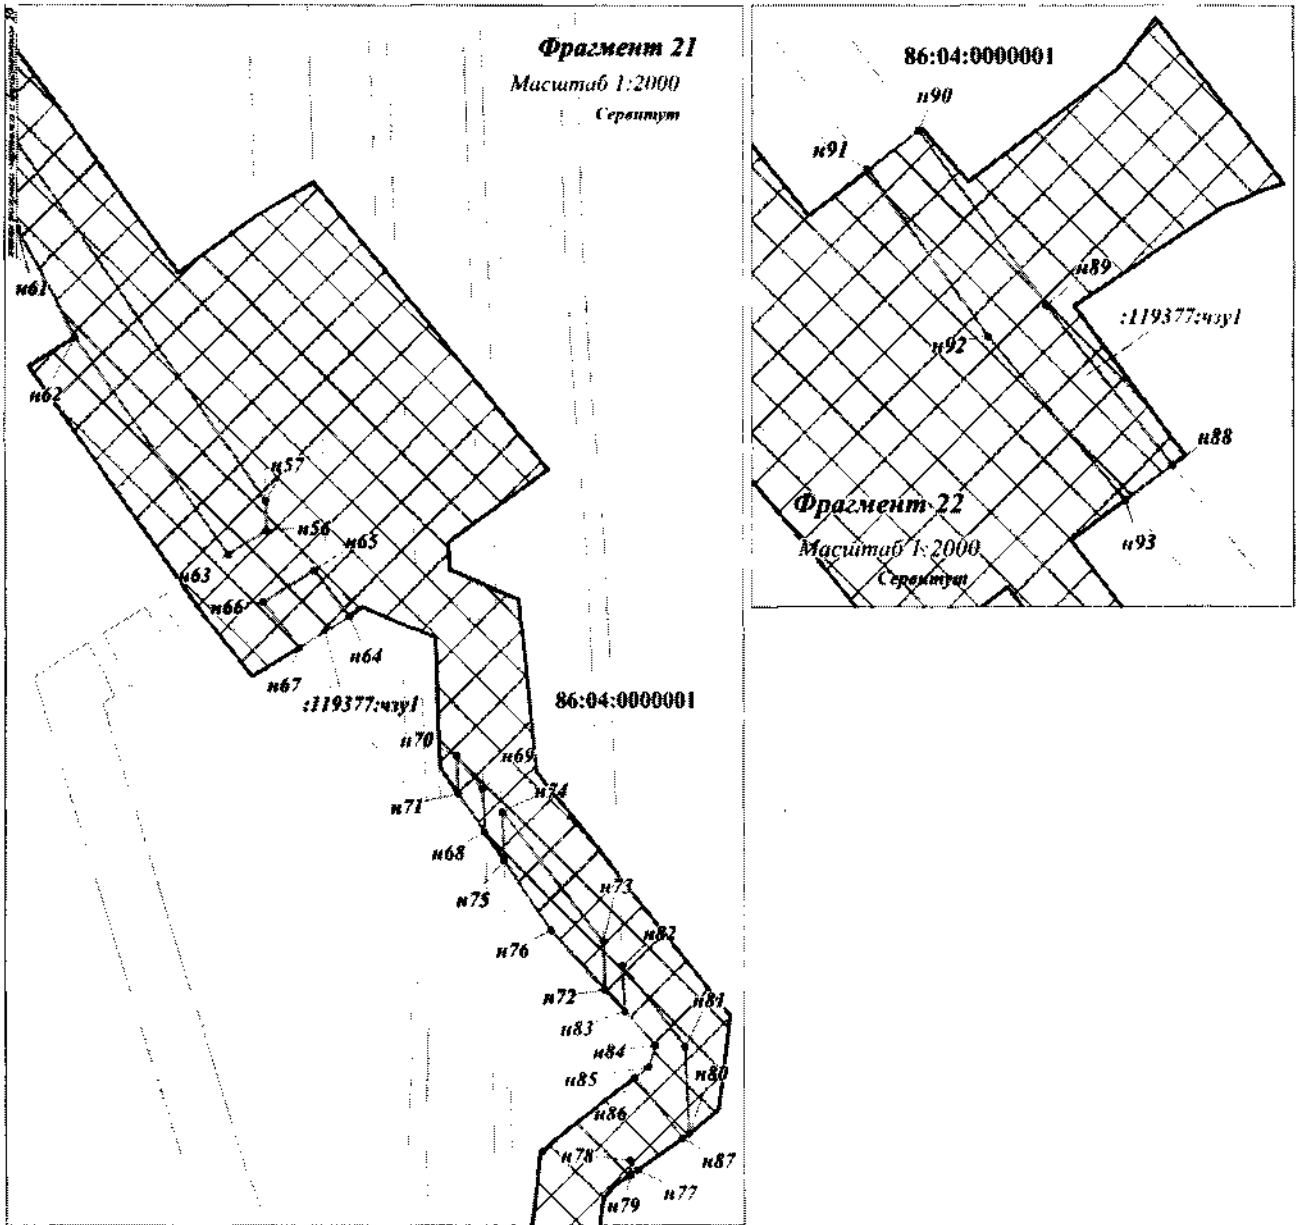 Фрагмент 21
Масштаб 1:2000
Сервитут
н61
н62
н57
н56
н65
н63
н66
н64
н67
:119377:чзу1
86:04:0000001
н70
н69
н74
н71
н68
н75
н73
н82
н76
н72
н81
н83
н84
н80
н85
н86
н78
н87
н77
н79
86:04:0000001
н90
н91
н89
:119377:чзу1
н92
н88
Фрагмент 22
Масштаб 1:2000
н93
Сервитут